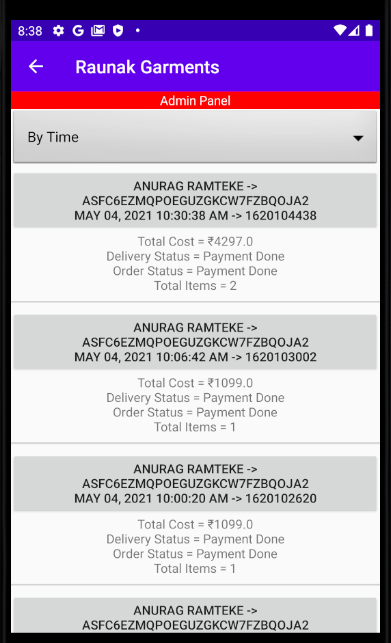 8:38
Raunak Garments
Admin Panel
By Time
ANURAG RAMTEKE ->
ASFC6EZMQPOEGUZGKCW7FZBQOJA2
MAY 04, 2021 10:30:38 AM -> 1620104438
Total Cost = ₹4297.0
Delivery Status = Payment Done
Order Status = Payment Done
Total Items = 2
ANURAG RAMTEKE ->
ASFC6EZMQPOEGUZGKCW7FZBQOJA2
MAY 04, 2021 10:06:42 AM -> 1620103002
Total Cost = ₹1099.0
Delivery Status = Payment Done
Order Status = Payment Done
Total Items = 1
ANURAG RAMTEKE ->
ASFC6EZMQPOEGUZGKCW7FZBQOJA2
MAY 04, 2021 10:00:20 AM -> 1620102620
Total Cost = ₹1099.0
Delivery Status = Payment Done
Order Status = Payment Done
Total Items = 1
ANURAG RAMTEKE ->
ASFC6EZMQPOEGUZGKCW7FZBQOJA2